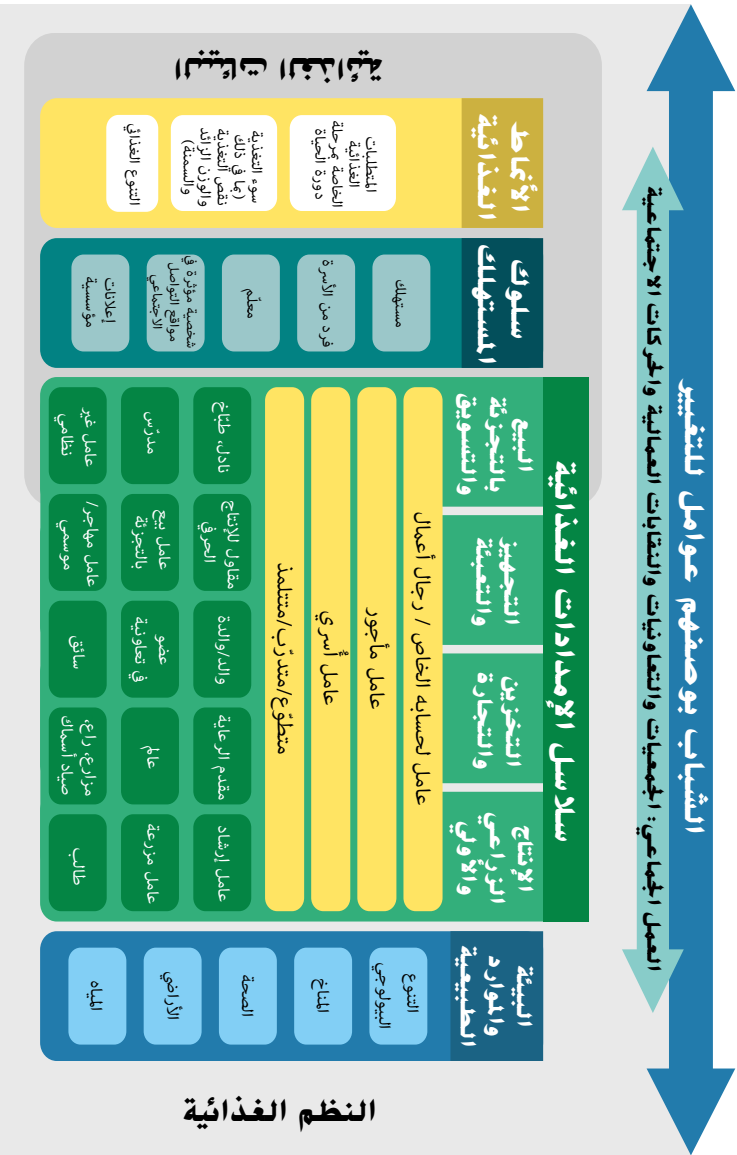 الشباب بوصفهم عوامل للتغيير
العمل الجماعي: الجمعيات والتعاونيات والنقابات العمالية والحركات الاجتماعية
النظم الغذائية
البيئات الغذائية
البيئة
والموارد
الطبيعية
التنوع
البيولوجي
المناخ
الصحة
الأراضي
المياه
سلاسل الإمدادات الغذائية
الإنتاج
الزراعي
والأولي
التخزين
والتجارة
التجهيز
والتعبئة
البيع
بالتجزئة
والتسويق
عامل لحسابه الخاص / رجال أعمال
عامل مأجور
عامل أسري
متطوّع/متدرّب/متتلمذ
عامل إرشاد
مقدم الرعاية
والد/والدة
مقاول للإنتاج
الحرفي
نادل، طبّاخ
عامل مزرعة
عالم
عضو
في تعاونية
عامل بيع
بالتجزئة
مدرّس
طالب
مزارع، راع،
صياد أسماك
سائق
عامل مهاجر/
موسمي
عامل غير
نظامي
سلوك
المستهلك
مستهلك
فرد من الأسرة
معلّم
شخصية مؤثرة في
مواقع التواصل
الاجتماعي
إعلانات
مؤسسية
الأنماط
الغذائية
المتطلبات
الغذائية
الخاصة بمرحلة
دورة الحياة
سوء التغذية
(بما في ذلك
نقص التغذية
والوزن الزائد
والسمنة)
التنوع الغذائي